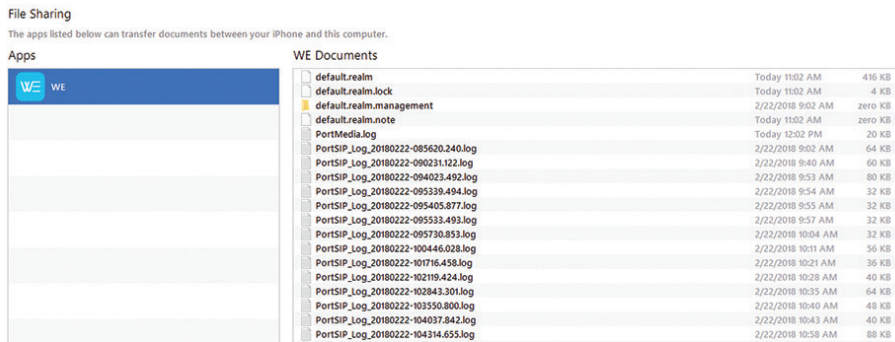 File Sharing
The apps listed below can transfer documents between your iPhone and this computer.
Apps WE Documents
WE WE
default.realm Today 11:02 AM 416 KB
default.realm.lock Today 11:02 AM 4 KB
default.realm.management 2/22/2018 9:02 AM zero KB
default.realm.note Today 11:02 AM zero KB
PortMedia.log Today 12:02 PM 20 KB
PortSIP_Log_20180222-085620.240.log 2/22/2018 9:02 AM 64 KB
PortSIP_Log_20180222-090231.122.log 2/22/2018 9:40 AM 60 KB
PortSIP_Log_20180222-094023.492.log 2/22/2018 9:53 AM 80 KB
PortSIP_Log_20180222-095339.494.log 2/22/2018 9:54 AM 32 KB
PortSIP_Log_20180222-095405.877.log 2/22/2018 9:55 AM 32 KB
PortSIP_Log_20180222-095533.493.log 2/22/2018 9:57 AM 32 KB
PortSIP_Log_20180222-095730.853.log 2/22/2018 10:04 AM 32 KB
PortSIP_Log_20180222-100446.028.log 2/22/2018 10:11 AM 56 KB
PortSIP_Log_20180222-101716.458.log 2/22/2018 10:21 AM 36 KB
PortSIP_Log_20180222-102119.424.log 2/22/2018 10:28 AM 40 KB
PortSIP_Log_20180222-102843.301.log 2/22/2018 10:35 AM 64 KB
PortSIP_Log_20180222-103550.800.log 2/22/2018 10:40 AM 48 KB
PortSIP_Log_20180222-104037.842.log 2/22/2018 10:43 AM 40 KB
PortSIP_Log_20180222-104314.655.log 2/22/2018 10:58 AM 88 KB